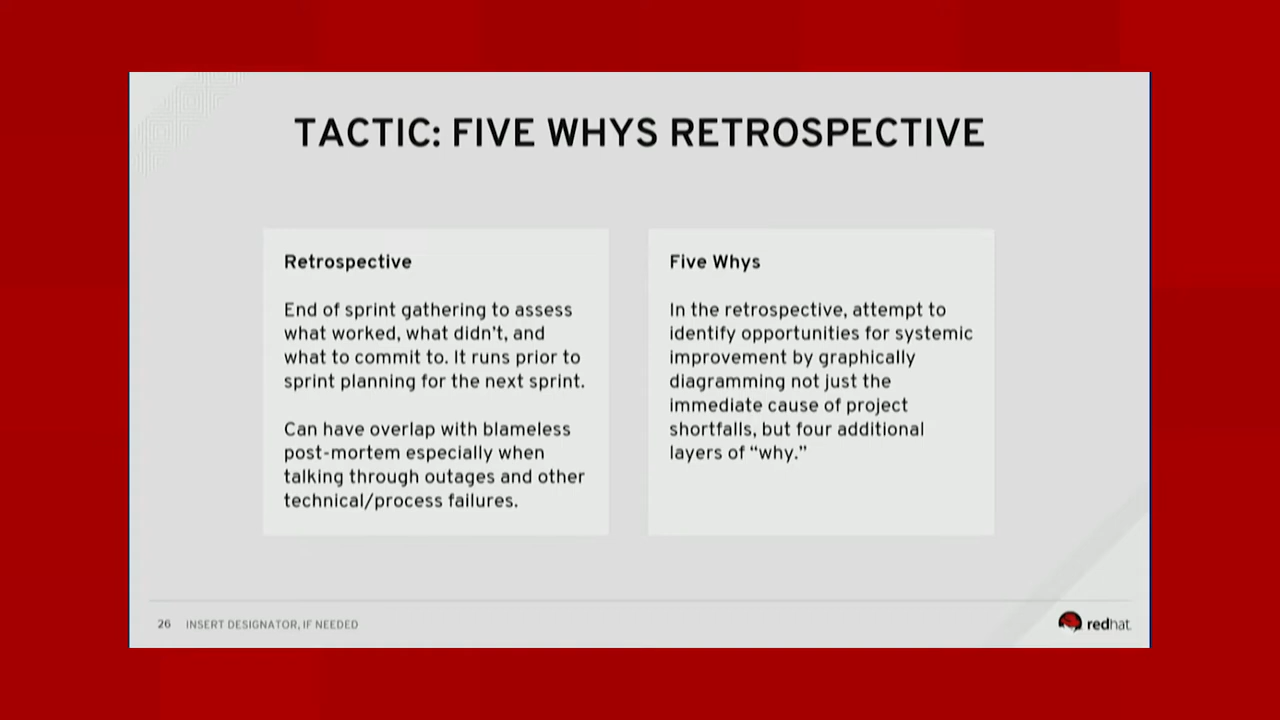 TACTIC: FIVE WHYS RETROSPECTIVE
Retrospective
End of sprint gathering to assess
what worked, what didn't, and
what to commit to. It runs prior to
sprint planning for the next sprint.
Can have overlap with blameless
post-mortem especially when
talking through outages and other
technical/process failures.
Five Whys
In the retrospective, attempt to
identify opportunities for systemic
improvement by graphically
diagramming not just the
immediate cause of project
shortfalls, but four additional
layers of “why.”
26 INSERT DESIGNATOR, IF NEEDED
redhat.